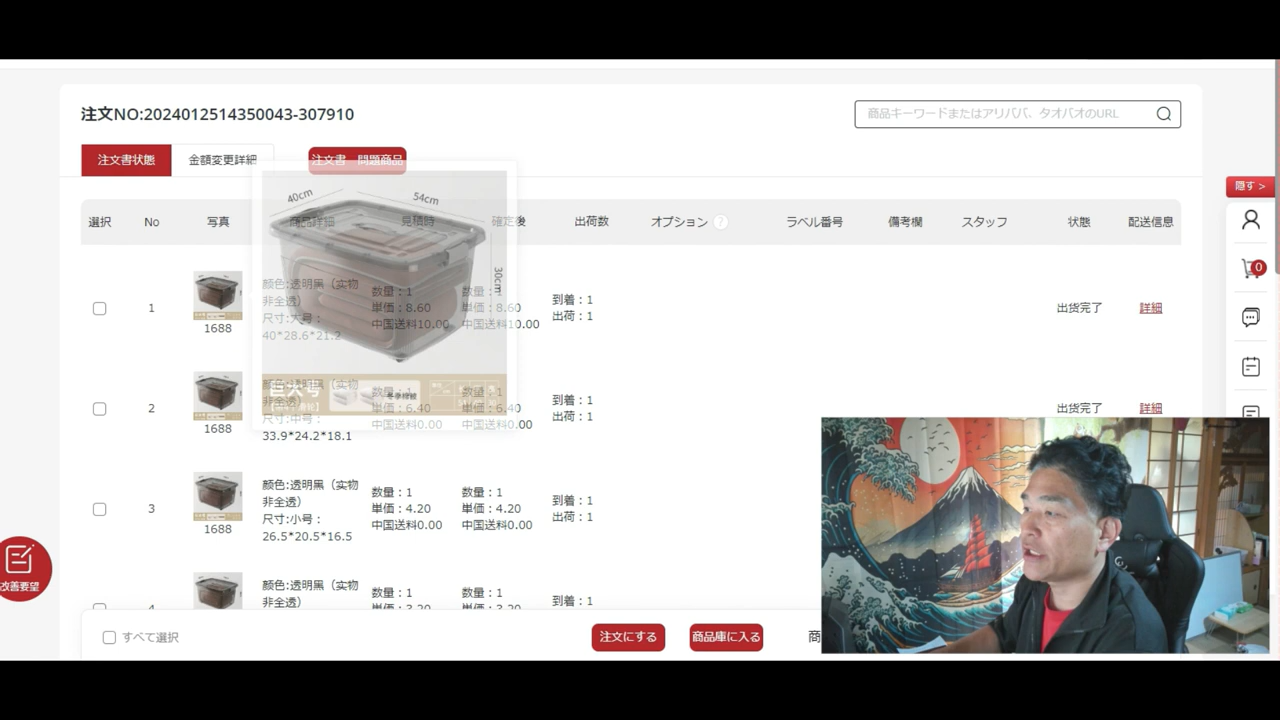 注文NO:2024012514350043-307910
商品キーワードまたはアリババ、タオバオのURL
注文書状態
金額変更詳細
注文書 問題商品
隠す >
選択 No 写真 商品詳細 見積時 確定後 出荷数 オプション ? ラベル番号 備考欄 スタッフ 状態 配送信息
40cm
54cm
30cm
0
1
1688
颜色:透明黑（实物
非全透）
尺寸:大号：
40*28.6*21.2
数量：1
単価：8.60
中国送料10.00
数量：1
単価：8.60
中国送料10.00
到着：1
出荷：1
出货完了
詳細
2
1688
颜色:透明黑（实物
非全透）
尺寸:中号：
33.9*24.2*18.1
数量：1
単価：6.40
中国送料0.00
数量：1
単価：6.40
中国送料0.00
到着：1
出荷：1
出货完了
詳細
巨大号
3
1688
颜色:透明黑（实物
非全透）
尺寸:小号：
26.5*20.5*16.5
数量：1
単価：4.20
中国送料0.00
数量：1
単価：4.20
中国送料0.00
到着：1
出荷：1
改善要望
4
颜色:透明黑（实物
非全透）
数量：1
単価：3.20
数量：1
単価：3.20
到着：1
すべて選択
注文にする
商品庫に入る
商